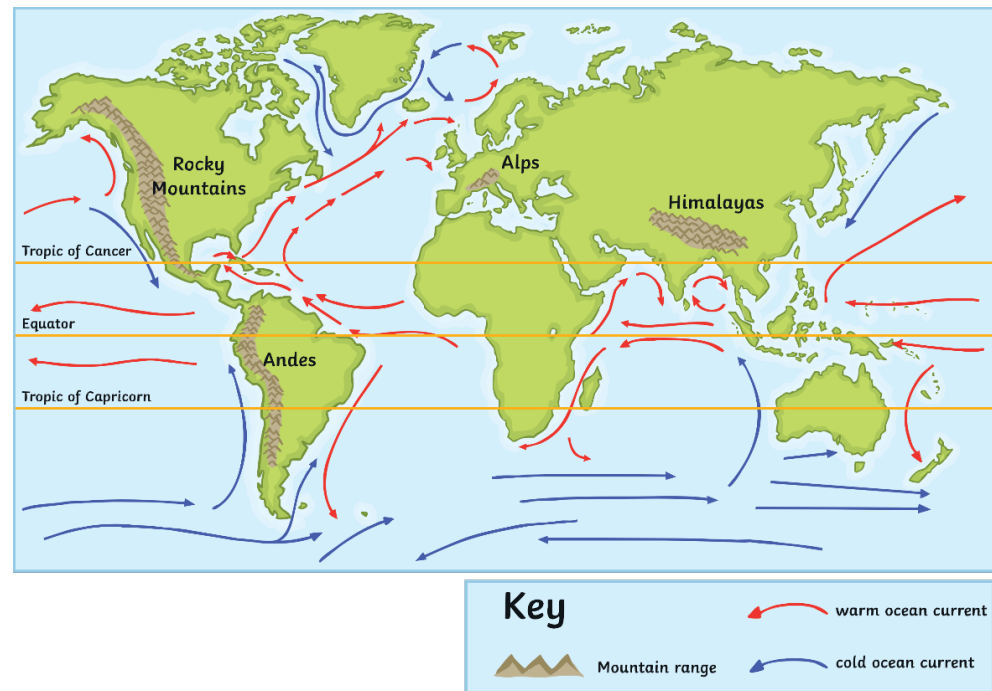 Rocky
Mountains
Alps
Himalayas
Tropic of Cancer
Equator
Andes
Tropic of Capricorn
Key
warm ocean current
Mountain range
cold ocean current